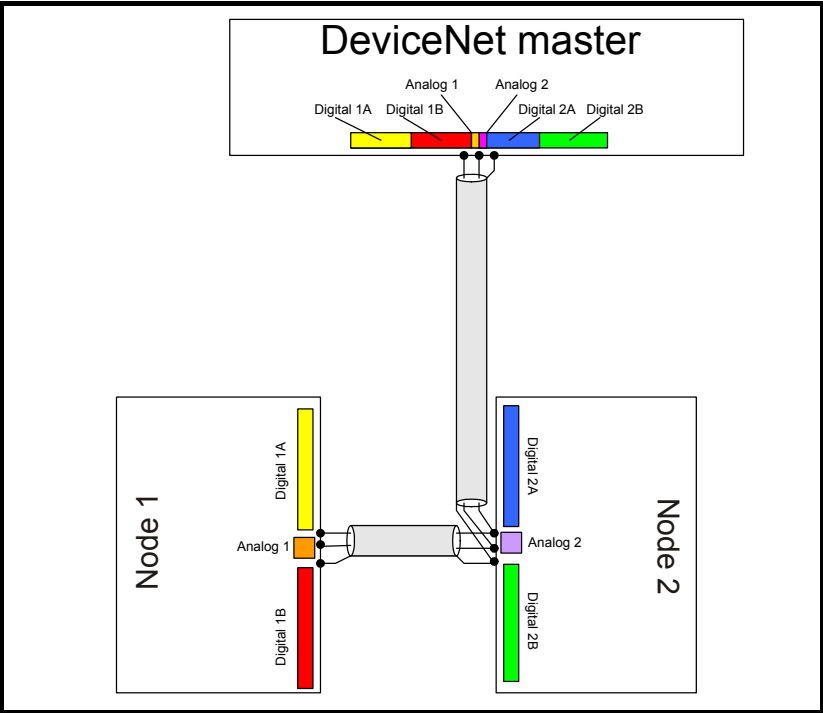 DeviceNet master
Analog 1
Analog 2
Digital 1A
Digital 1B
Digital 2A
Digital 2B
Node 1
Digital 1A
Analog 1
Digital 1B
Digital 2A
Analog 2
Digital 2B
Node 2